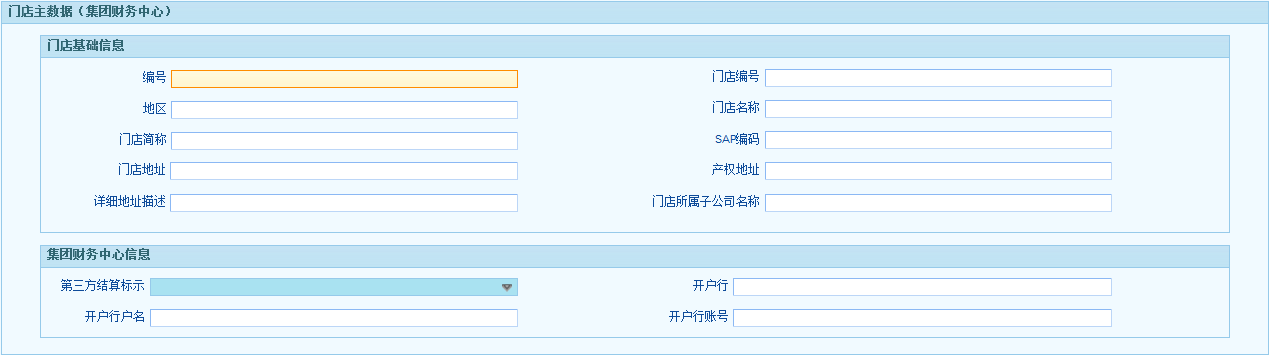 门店主数据（集团财务中心）
门店基础信息
编号 门店编号
地区 门店名称
门店简称 SAP编码
门店地址 产权地址
详细地址描述 门店所属子公司名称
集团财务中心信息
第三方结算标示 开户行
开户行户名 开户行账号